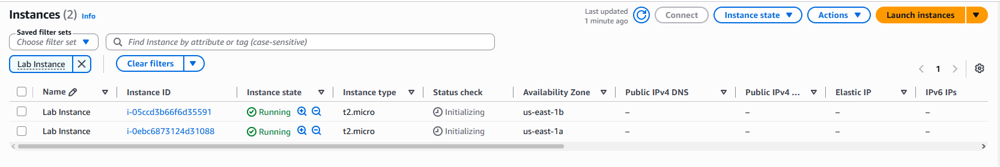 Instances (2) Info
Last updated
1 minute ago
Connect
Instance state
Actions
Launch instances
Saved filter sets
Choose filter set
Find Instance by attribute or tag (case-sensitive)
Lab Instance
Clear filters
1
Name Instance ID Instance state Instance type Status check Availability Zone Public IPv4 DNS Public IPv4 ... Elastic IP IPv6 IPs
Lab Instance i-05ccd3b66f6d35591 Running t2.micro Initializing us-east-1b – – – –
Lab Instance i-0ebc6873124d31088 Running t2.micro Initializing us-east-1a – – – –